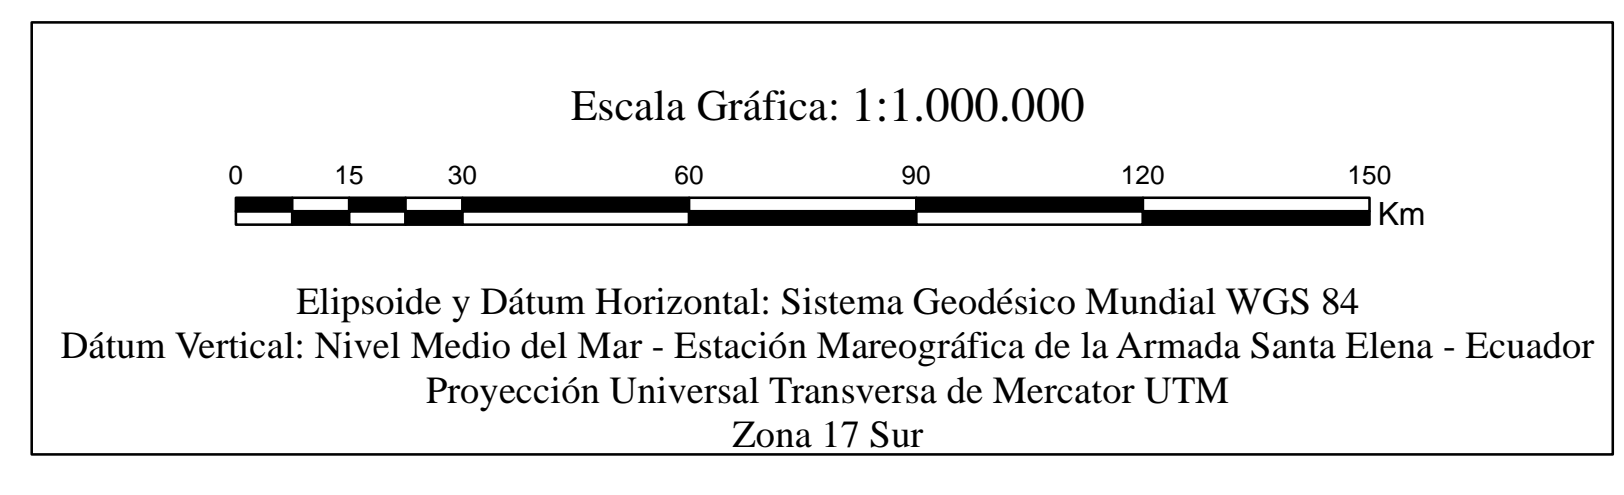 Escala Gráfica: 1:1.000.000
0 15 30 60 90 120 150
Km
Elipsoide y Dátum Horizontal: Sistema Geodésico Mundial WGS 84
Dátum Vertical: Nivel Medio del Mar - Estación Mareográfica de la Armada Santa Elena - Ecuador
Proyección Universal Transversa de Mercator UTM
Zona 17 Sur